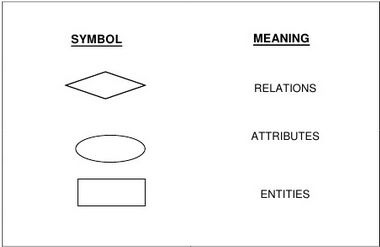 SYMBOL MEANING
RELATIONS
ATTRIBUTES
ENTITIES